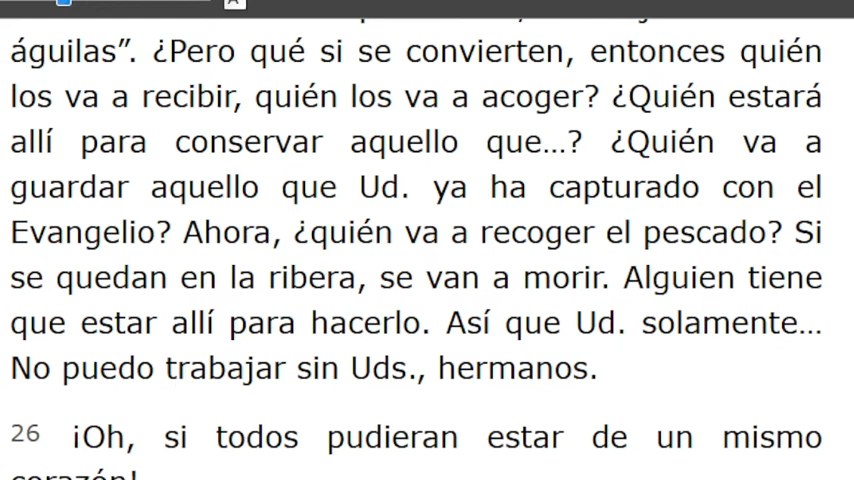 águilas”. ¿Pero qué si se convierten, entonces quién
los va a recibir, quién los va a acoger? ¿Quién estará
allí para conservar aquello que...? ¿Quién va a
guardar aquello que Ud. ya ha capturado con el
Evangelio? Ahora, ¿quién va a recoger el pescado? Si
se quedan en la ribera, se van a morir. Alguien tiene
que estar allí para hacerlo. Así que Ud. solamente...
No puedo trabajar sin Uds., hermanos.
26 ¡Oh, si todos pudieran estar de un mismo
corazón!